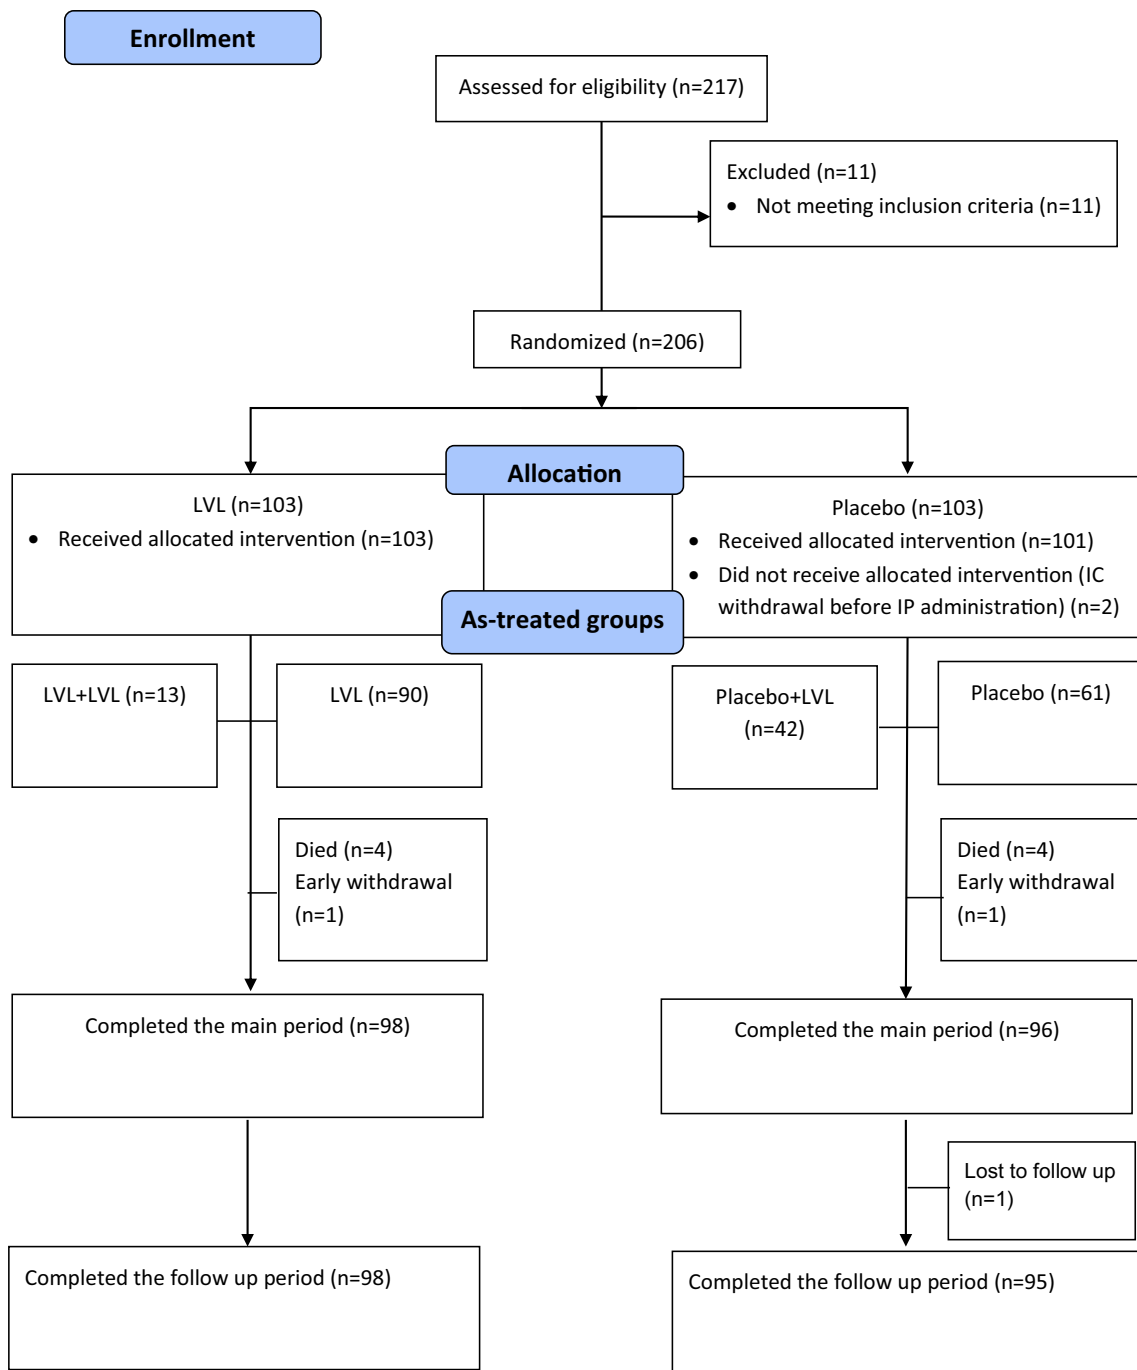 Enrollment
Assessed for eligibility (n=217)
Excluded (n=11)
• Not meeting inclusion criteria (n=11)
Randomized (n=206)
Allocation
LVL (n=103)
• Received allocated intervention (n=103)
Placebo (n=103)
• Received allocated intervention (n=101)
• Did not receive allocated intervention (IC
withdrawal before IP administration) (n=2)
As-treated groups
LVL+LVL (n=13)
LVL (n=90)
Placebo+LVL
(n=42)
Placebo (n=61)
Died (n=4)
Early withdrawal
(n=1)
Died (n=4)
Early withdrawal
(n=1)
Completed the main period (n=98)
Completed the main period (n=96)
Lost to follow up
(n=1)
Completed the follow up period (n=98)
Completed the follow up period (n=95)